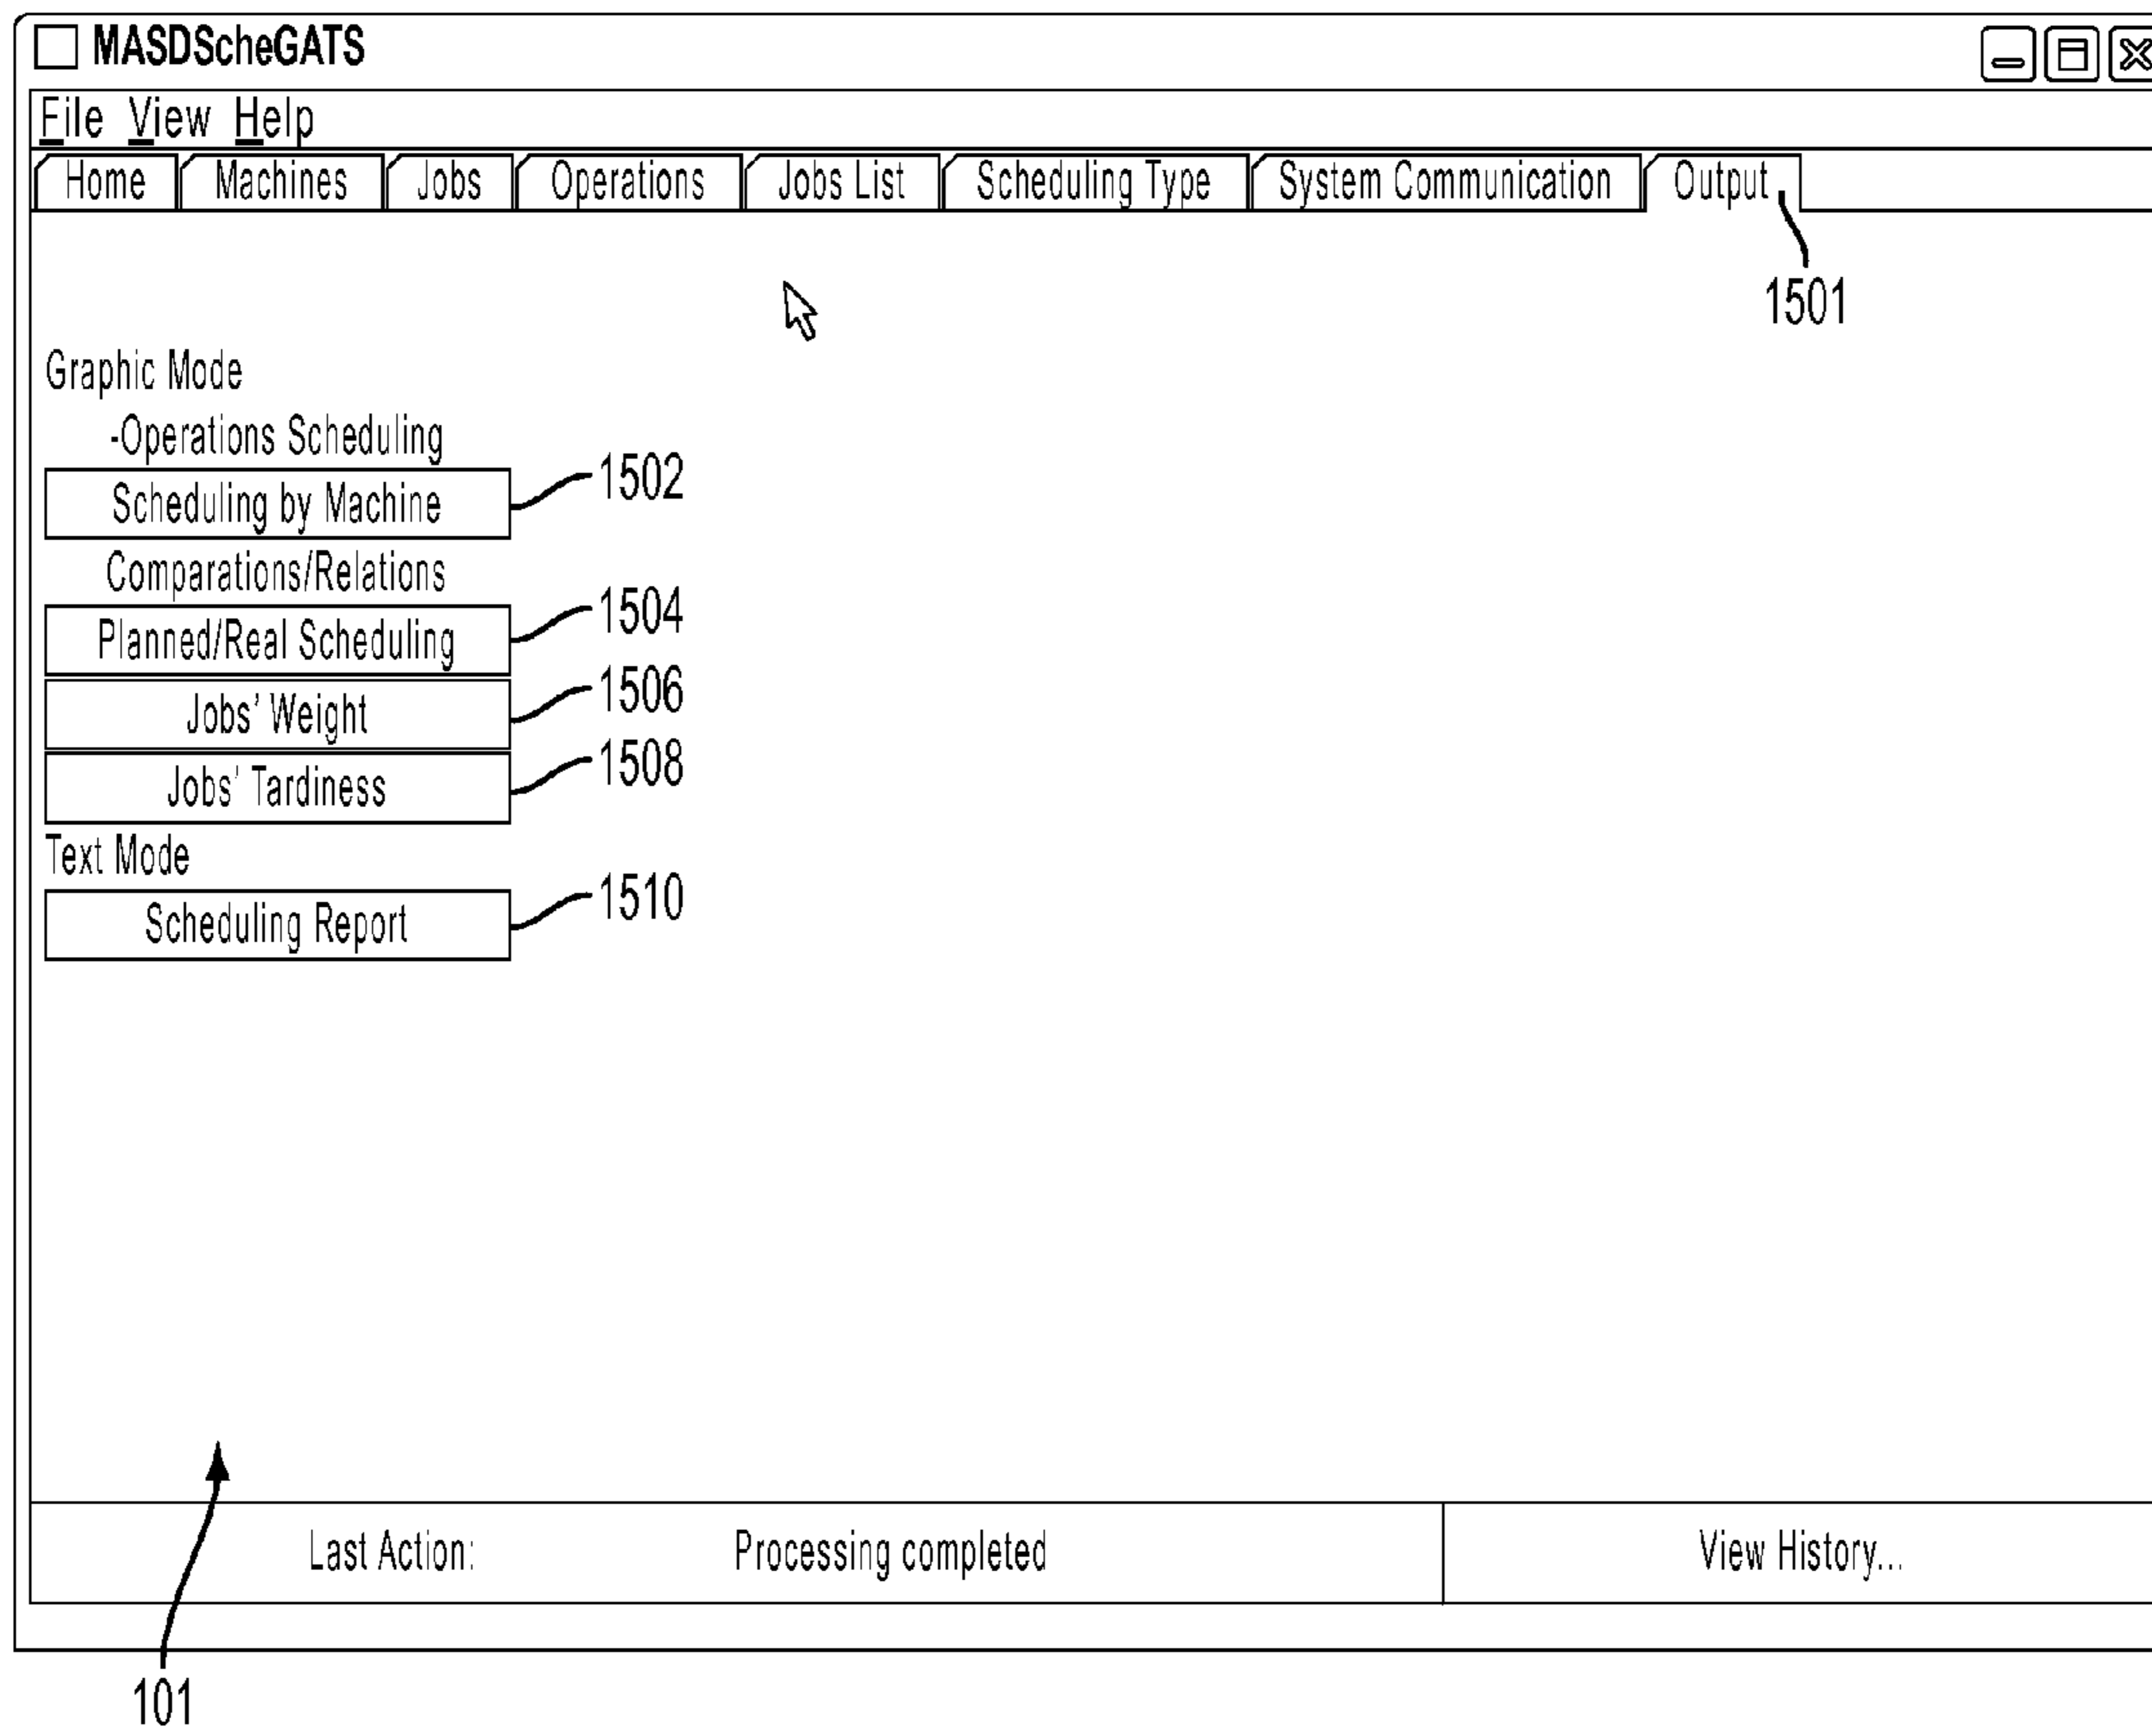 MASDScheGATS
File View Help
Home Machines Jobs Operations Jobs List Scheduling Type System Communication Output
1501
Graphic Mode
-Operations Scheduling
Scheduling by Machine 1502
Comparations/Relations
Planned/Real Scheduling 1504
Jobs' Weight 1506
Jobs' Tardiness 1508
Text Mode
Scheduling Report 1510
Last Action: Processing completed View History...
101